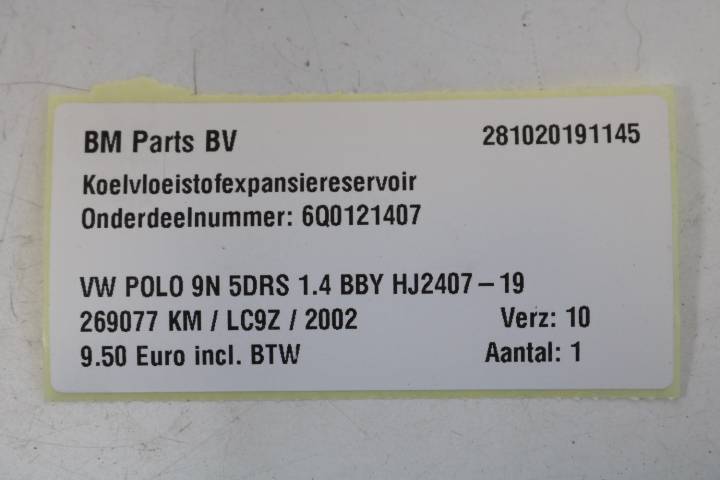 BM Parts BV 281020191145
Koelvloeistofexpansiereservoir
Onderdeelnummer: 6Q0121407
VW POLO 9N 5DRS 1.4 BBY HJ2407-19
269077 KM / LC9Z / 2002 Verz: 10
9.50 Euro incl. BTW Aantal: 1